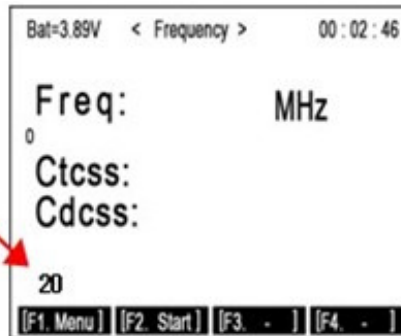 Bat=3.89V < Frequency > 00:02:46
Freq: MHz
0
Ctcss:
Cdcss:
20
[F1. Menu] [F2. Start] [F3. - ] [F4. - ]